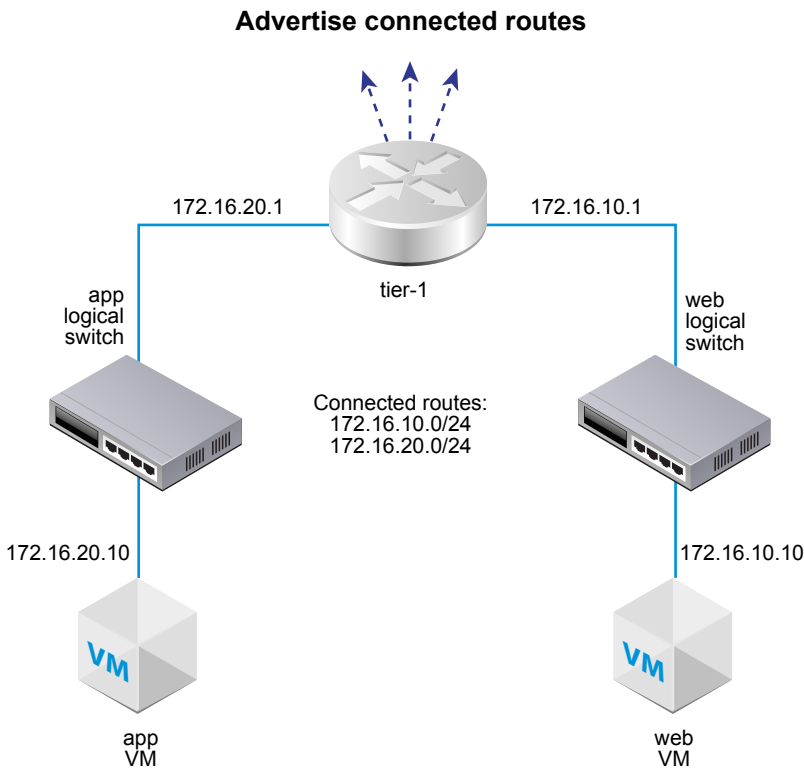 Advertise connected routes
172.16.20.1
172.16.10.1
tier-1
app
logical
switch
web
logical
switch
Connected routes:
172.16.10.0/24
172.16.20.0/24
172.16.20.10
172.16.10.10
VM
VM
app
VM
web
VM